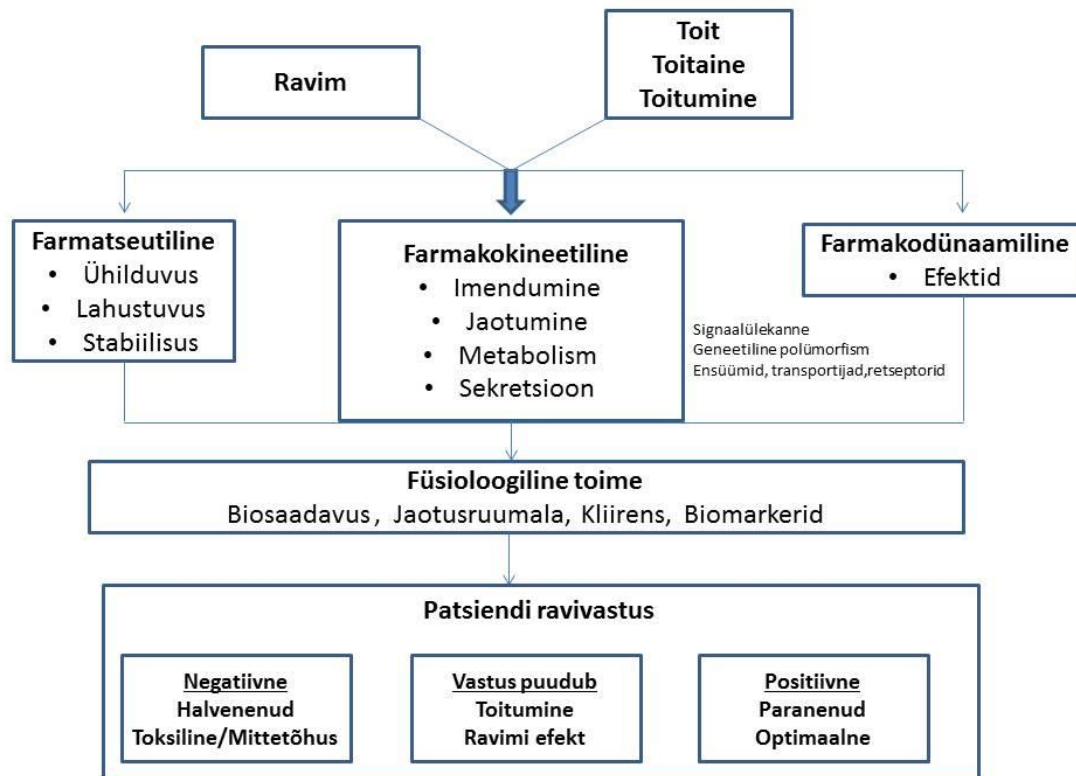 Ravim
Toit
Toitaine
Toitumine
Farmatseutiline
• Ühilduvus
• Lahustuvus
• Stabiilisus
Farmakokineetiline
• Imendumine
• Jaotumine
• Metabolism
• Sekretsioon
Farmakodünaamiline
• Efektid
Signaalülekanne
Geneetiline polümorfism
Ensüümid, transportijad,retseptorid
Füsioloogiline toime
Biosaadavus , Jaotusruumala, Kliirens, Biomarkerid
Patsiendi ravivastus
Negatiivne
Halvenenud
Toksiline/Mittetõhus
Vastus puudub
Toitumine
Ravimi efekt
Positiivne
Paranenud
Optimaalne